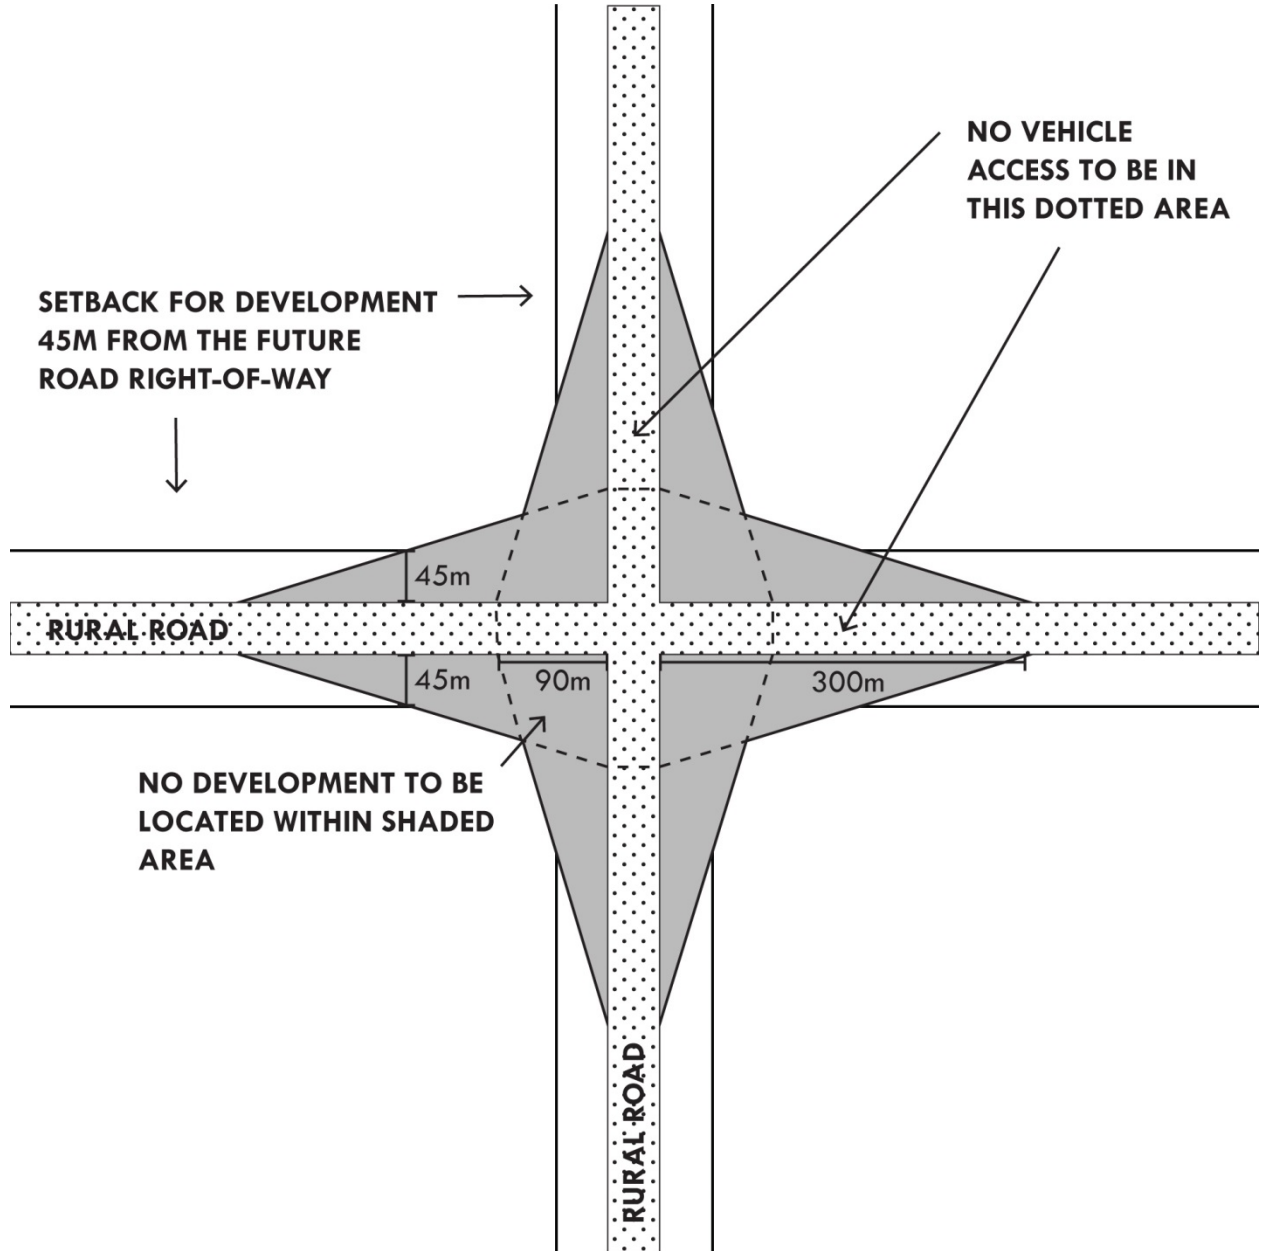 NO VEHICLE
ACCESS TO BE IN
THIS DOTTED AREA
SETBACK FOR DEVELOPMENT
45M FROM THE FUTURE
ROAD RIGHT-OF-WAY
45m
RURAL ROAD
45m
90m
300m
NO DEVELOPMENT TO BE
LOCATED WITHIN SHADED
AREA
RURAL ROAD